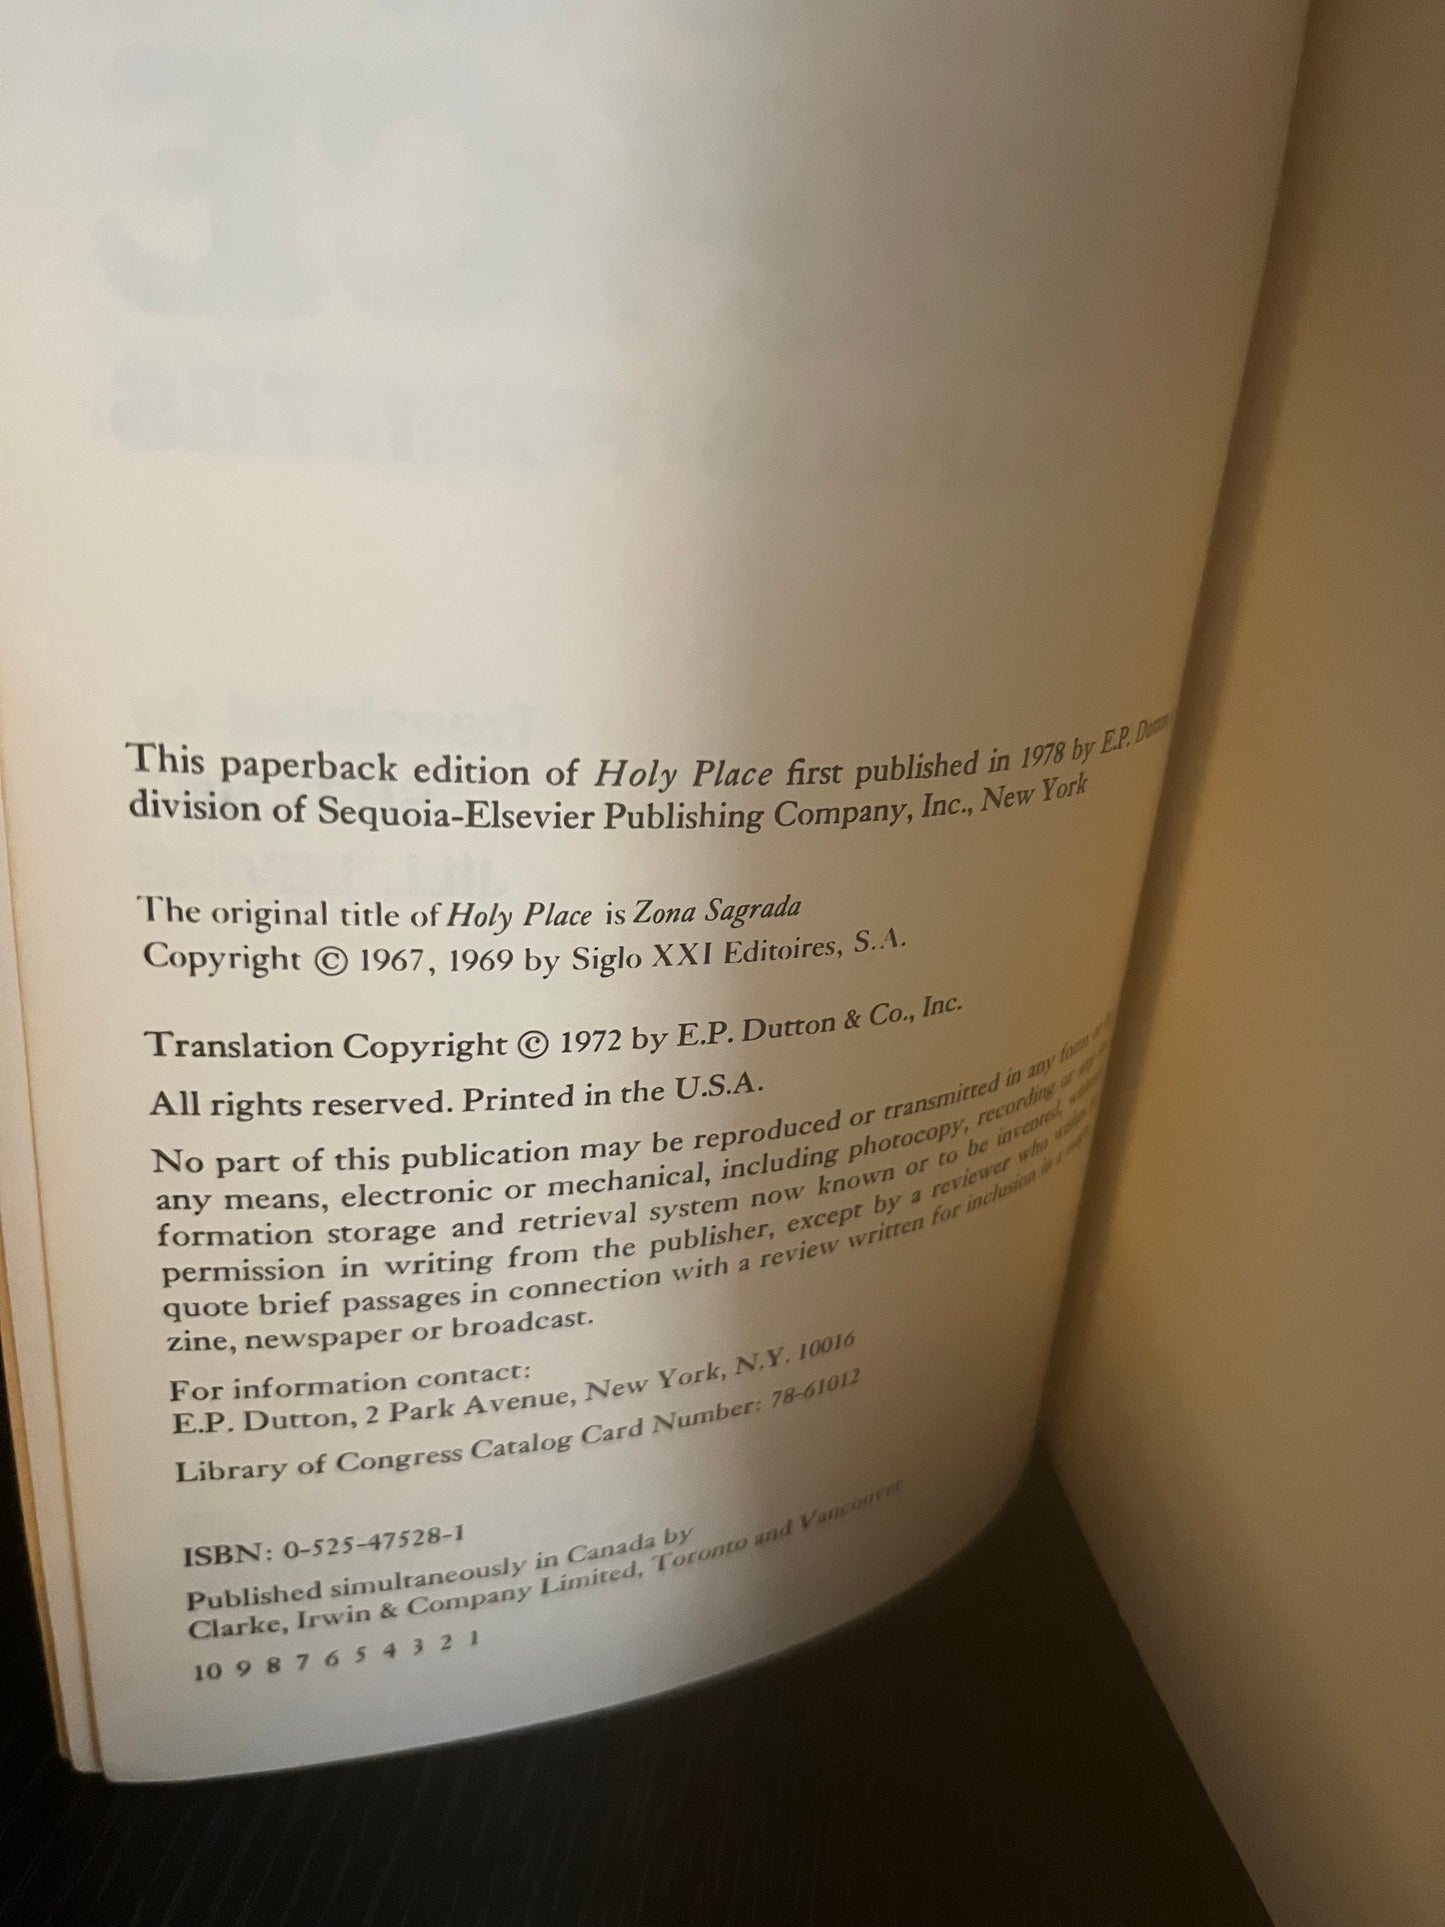 This paperback edition of Holy Place first published in 1978 by E.P. Dutton
division of Sequoia-Elsevier Publishing Company, Inc., New York
The original title of Holy Place is Zona Sagrada
Copyright © 1967, 1969 by Siglo XXI Editoires, S.A.
Translation Copyright © 1972 by E.P. Dutton & Co., Inc.
All rights reserved. Printed in the U.S.A.
No part of this publication may be reproduced or transmitted in any form or
any means, electronic or mechanical, including photocopy, recording or any
formation storage and retrieval system now known or to be invented,
permission in writing from the publisher, except by a reviewer who wishes
quote brief passages in connection with a review written for inclusion in a
zine, newspaper or broadcast.
For information contact:
E.P. Dutton, 2 Park Avenue, New York, N.Y. 10016
Library of Congress Catalog Card Number: 78-61012
ISBN: 0-525-47528-1
Published simultaneously in Canada by
Clarke, Irwin & Company Limited, Toronto and Vancouver
10 9 8 7 6 5 4 3 2 1